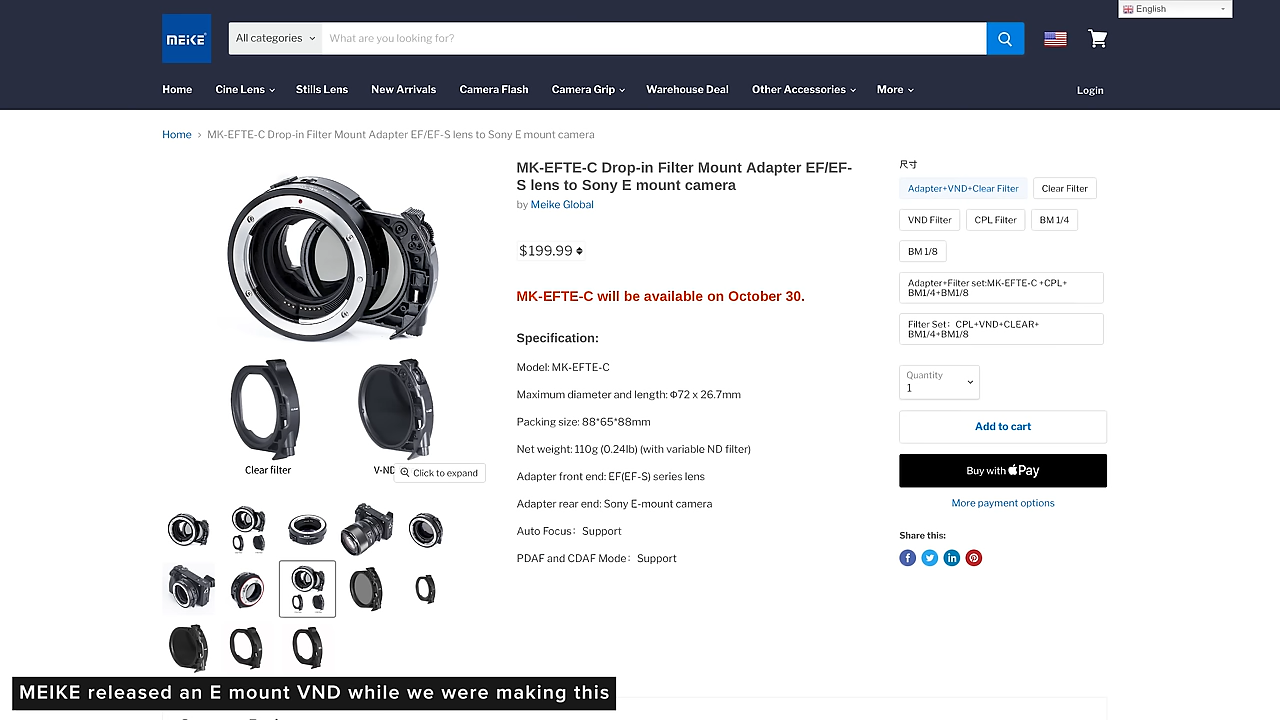 English
MEIKE
All categories
What are you looking for?
Home
Cine Lens
Stills Lens
New Arrivals
Camera Flash
Camera Grip
Warehouse Deal
Other Accessories
More
Login
Home › MK-EFTE-C Drop-in Filter Mount Adapter EF/EF-S lens to Sony E mount camera
Clear filter
V-ND
Click to expand
MK-EFTE-C Drop-in Filter Mount Adapter EF/EF-
S lens to Sony E mount camera
by Meike Global
$199.99
MK-EFTE-C will be available on October 30.
Specification:
Model: MK-EFTE-C
Maximum diameter and length: Φ72 x 26.7mm
Packing size: 88*65*88mm
Net weight: 110g (0.24lb) (with variable ND filter)
Adapter front end: EF(EF-S) series lens
Adapter rear end: Sony E-mount camera
Auto Focus：Support
PDAF and CDAF Mode：Support
尺寸
Adapter+VND+Clear Filter
Clear Filter
VND Filter
CPL Filter
BM 1/4
BM 1/8
Adapter+Filter set:MK-EFTE-C +CPL+
BM1/4+BM1/8
Filter Set：CPL+VND+CLEAR+
BM1/4+BM1/8
Quantity
1
Add to cart
Buy with Pay
More payment options
Share this:
MEIKE released an E mount VND while we were making this